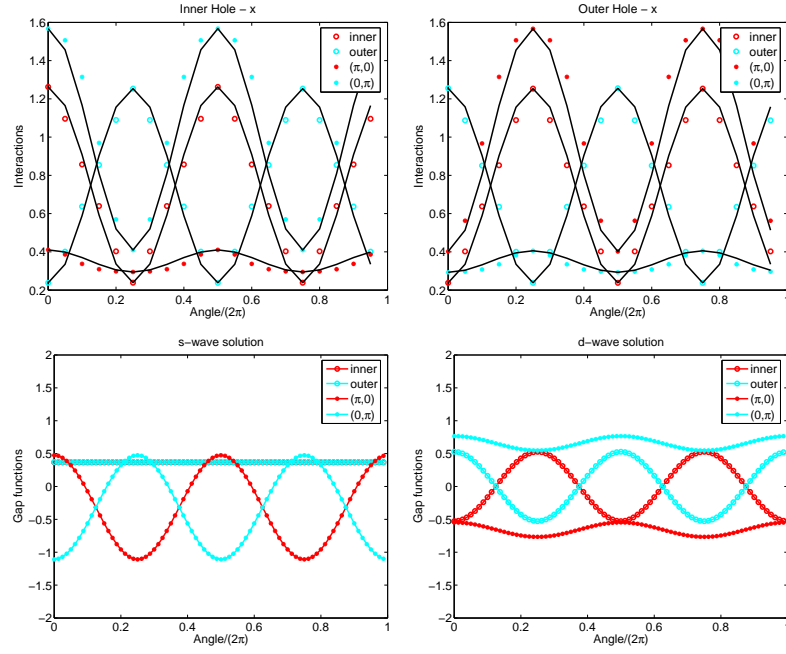 Inner Hole − x
Interactions
1.6
1.4
1.2
1
0.8
0.6
0.4
0.2
0
0.2
0.4
0.6
0.8
1
Angle/(2π)
inner
outer
(π,0)
(0,π)
Outer Hole − x
Interactions
1.6
1.4
1.2
1
0.8
0.6
0.4
0.2
0
0.2
0.4
0.6
0.8
1
Angle/(2π)
inner
outer
(π,0)
(0,π)
s−wave solution
Gap functions
2
1.5
1
0.5
0
−0.5
−1
−1.5
−2
0
0.2
0.4
0.6
0.8
1
Angle/(2π)
inner
outer
(π,0)
(0,π)
d−wave solution
Gap functions
2
1.5
1
0.5
0
−0.5
−1
−1.5
−2
0
0.2
0.4
0.6
0.8
1
Angle/(2π)
inner
outer
(π,0)
(0,π)